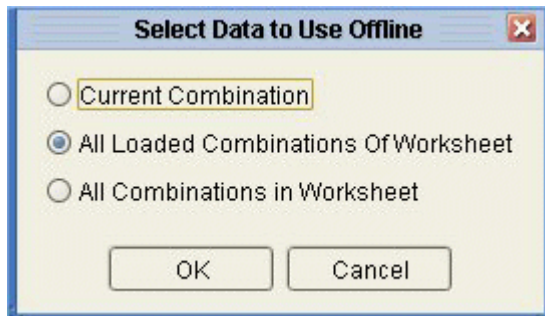 Select Data to Use Offline
Current Combination
All Loaded Combinations Of Worksheet
All Combinations in Worksheet
OK Cancel